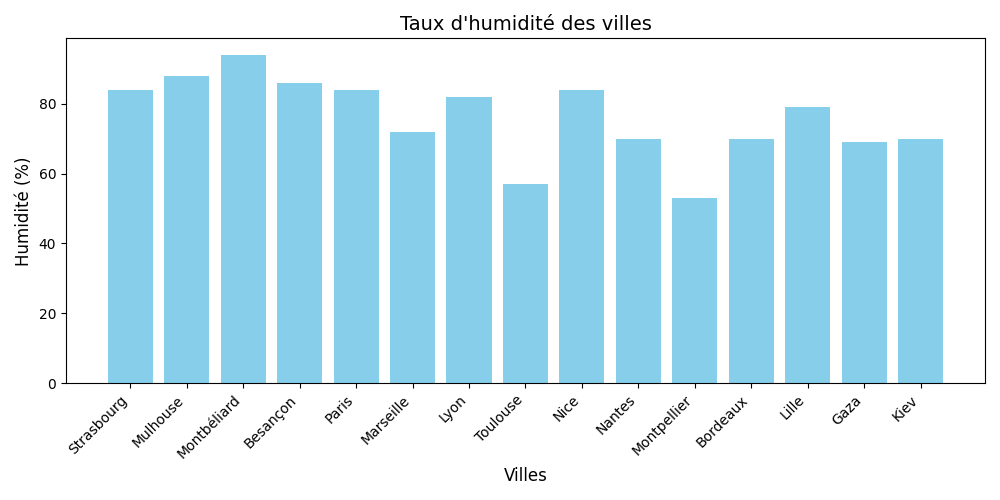 Taux d'humidité des villes
Humidité (%)
80
60
40
20
0
Strasbourg
Mulhouse
Montbéliard
Besançon
Paris
Marseille
Lyon
Toulouse
Nice
Nantes
Montpellier
Bordeaux
Lille
Gaza
Kiev
Villes